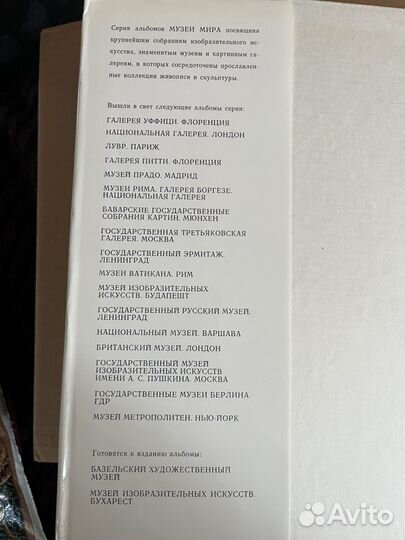 Серия альбомов МУЗЕИ МИРА посвящена
крупнейшим собраниям изобразительного ис-
кусства, знаменитым музеям и картинным га-
лереям, в которых сосредоточены прославлен-
ные коллекции живописи и скульптуры.
Вышли в свет следующие альбомы серии:
ГАЛЕРЕЯ УФФИЦИ. ФЛОРЕНЦИЯ
НАЦИОНАЛЬНАЯ ГАЛЕРЕЯ. ЛОНДОН
ЛУВР. ПАРИЖ
ГАЛЕРЕЯ ПИТТИ. ФЛОРЕНЦИЯ
МУЗЕЙ ПРАДО. МАДРИД
МУЗЕИ РИМА. ГАЛЕРЕЯ БОРГЕЗЕ.
НАЦИОНАЛЬНАЯ ГАЛЕРЕЯ
БАВАРСКИЕ ГОСУДАРСТВЕННЫЕ
СОБРАНИЯ КАРТИН. МЮНХЕН
ГОСУДАРСТВЕННАЯ ТРЕТЬЯКОВСКАЯ
ГАЛЕРЕЯ. МОСКВА
ГОСУДАРСТВЕННЫЙ ЭРМИТАЖ.
ЛЕНИНГРАД
МУЗЕИ ВАТИКАНА. РИМ
МУЗЕЙ ИЗОБРАЗИТЕЛЬНЫХ
ИСКУССТВ. БУДАПЕШТ
ГОСУДАРСТВЕННЫЙ РУССКИЙ МУЗЕЙ.
ЛЕНИНГРАД
НАЦИОНАЛЬНЫЙ МУЗЕЙ. ВАРШАВА
БРИТАНСКИЙ МУЗЕЙ. ЛОНДОН
ГОСУДАРСТВЕННЫЙ МУЗЕЙ
ИЗОБРАЗИТЕЛЬНЫХ ИСКУССТВ
ИМЕНИ А. С. ПУШКИНА. МОСКВА
ГОСУДАРСТВЕННЫЕ МУЗЕИ БЕРЛИНА.
ГДР
МУЗЕЙ МЕТРОПОЛИТЕН. НЬЮ-ЙОРК
Готовятся к изданию альбомы:
БАЗЕЛЬСКИЙ ХУДОЖЕСТВЕННЫЙ
МУЗЕЙ
МУЗЕЙ ИЗОБРАЗИТЕЛЬНЫХ ИСКУССТВ.
БУХАРЕСТ
Avito